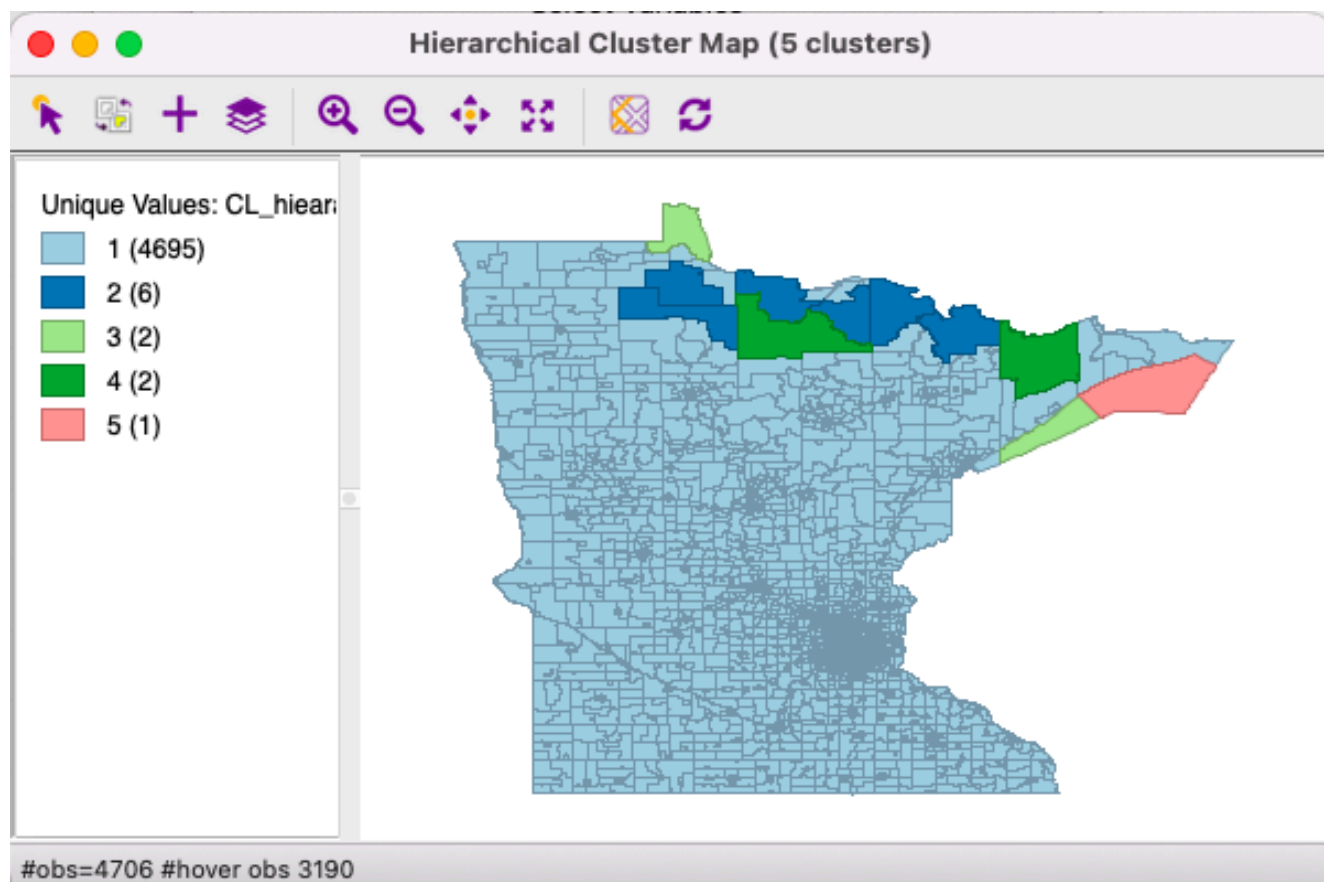 Hierarchical Cluster Map (5 clusters)
Unique Values: CL_hieara
1 (4695)
2 (6)
3 (2)
4 (2)
5 (1)
#obs=4706 #hover obs 3190